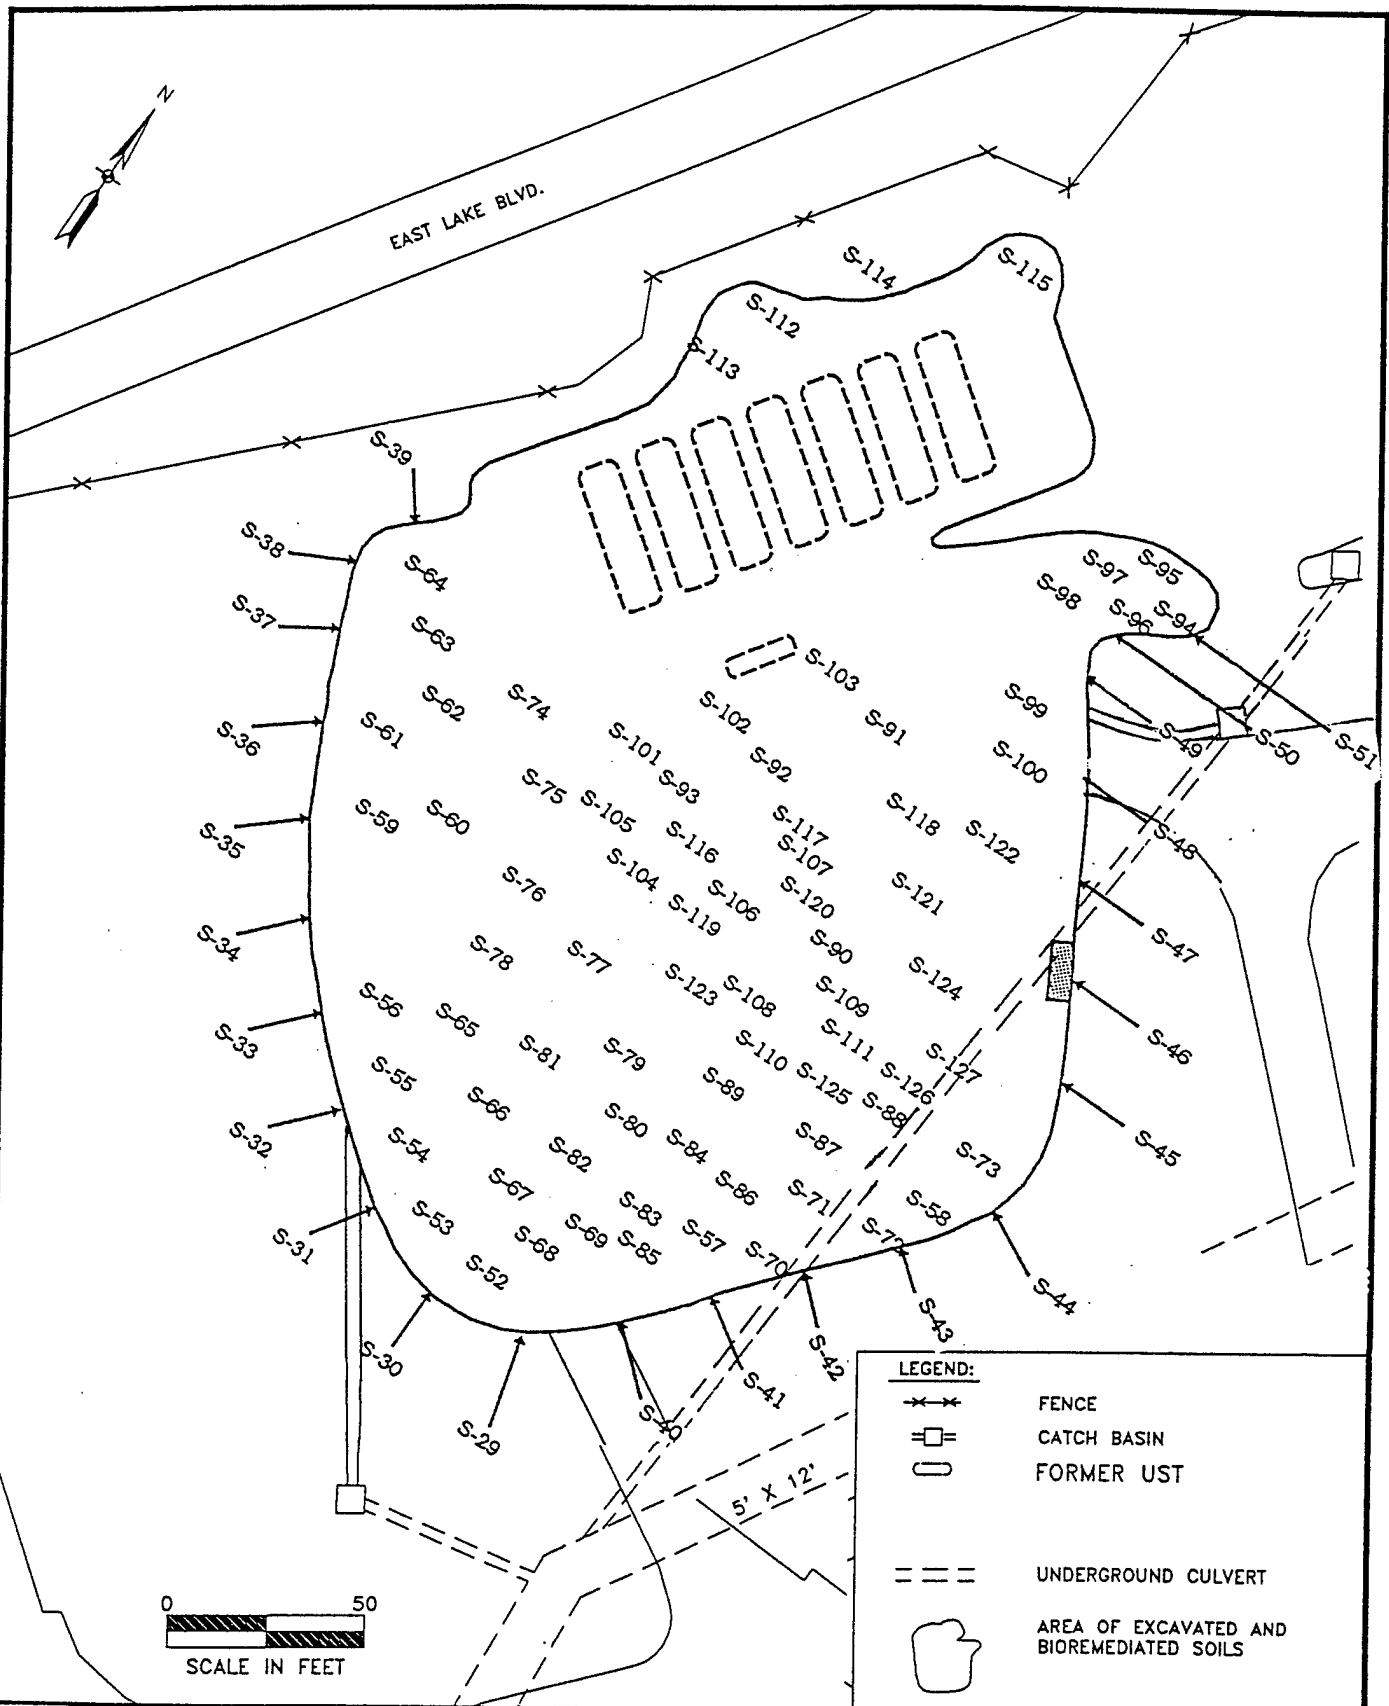 N
EAST LAKE BLVD.
S-114
S-115
S-112
S-113
S-39
S-38
S-64
S-97
S-95
S-98
S-96
S-94
S-37
S-63
S-103
S-62
S-74
S-102
S-91
S-99
S-36
S-61
S-101
S-92
S-100
S-49
S-50
S-51
S-75
S-93
S-105
S-59
S-60
S-116
S-117
S-118
S-122
S-107
S-35
S-48
S-104
S-76
S-106
S-120
S-121
S-119
S-34
S-78
S-77
S-90
S-47
S-123
S-108
S-109
S-124
S-56
S-65
S-33
S-81
S-79
S-110
S-111
S-127
S-46
S-55
S-89
S-125
S-126
S-66
S-80
S-88
S-32
S-54
S-82
S-84
S-87
S-73
S-45
S-67
S-86
S-71
S-53
S-83
S-58
S-31
S-68
S-69
S-85
S-57
S-70
S-72
S-52
S-44
S-30
S-43
S-42
S-41
S-29
S-40
5' X 12'
0 50
SCALE IN FEET
LEGEND:
FENCE
CATCH BASIN
FORMER UST
UNDERGROUND CULVERT
AREA OF EXCAVATED AND
BIOREMEDIATED SOILS